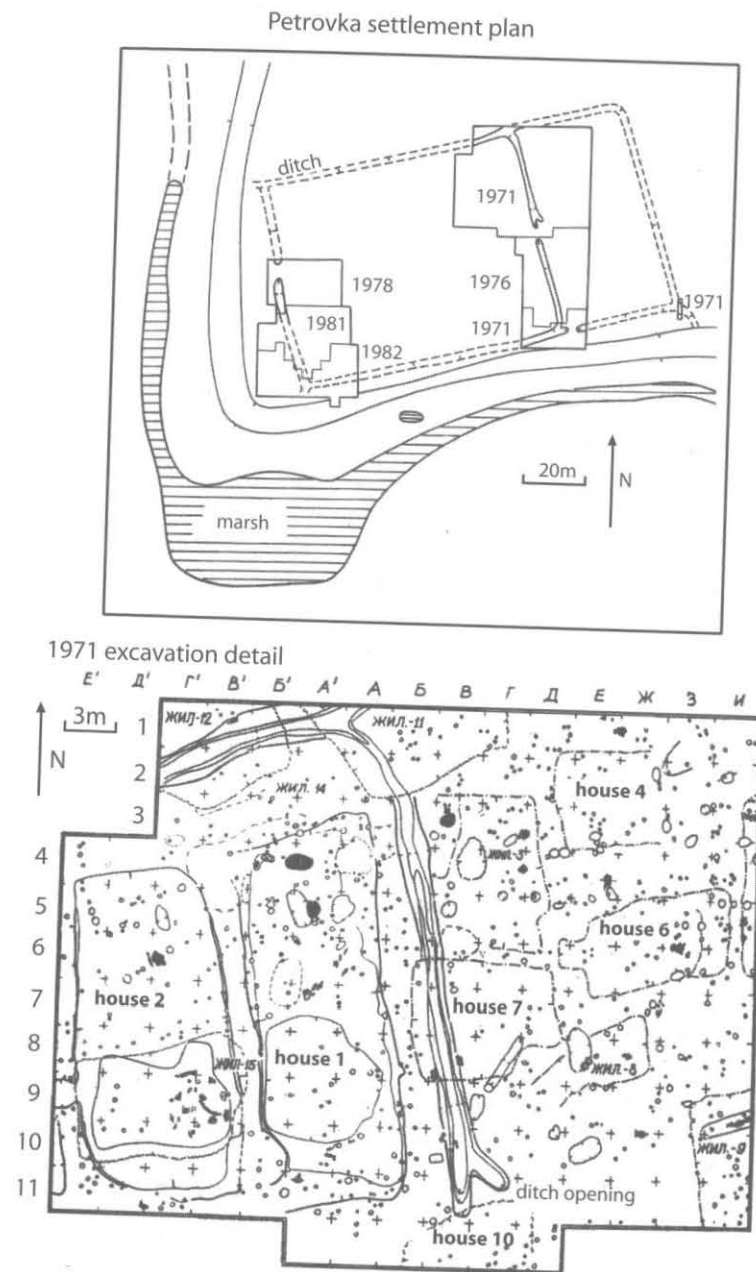 Petrovka settlement plan
ditch
1971
1978
1976
1981
1971
1971
1982
20m
N
marsh
1971 excavation detail
Е' Д' Г' В' Б' А' А Б В Г Д Е Ж З И
3m
N
1
2
3
4
5
6
7
8
9
10
11
ЖИЛ-12
ЖИЛ.-11
house 4
ЖИЛ. 14
ЖИЛ-5
house 6
house 2
house 7
house 1
ЖИЛ-8
ЖИЛ-15
ЖИЛ.-9
ditch opening
house 10